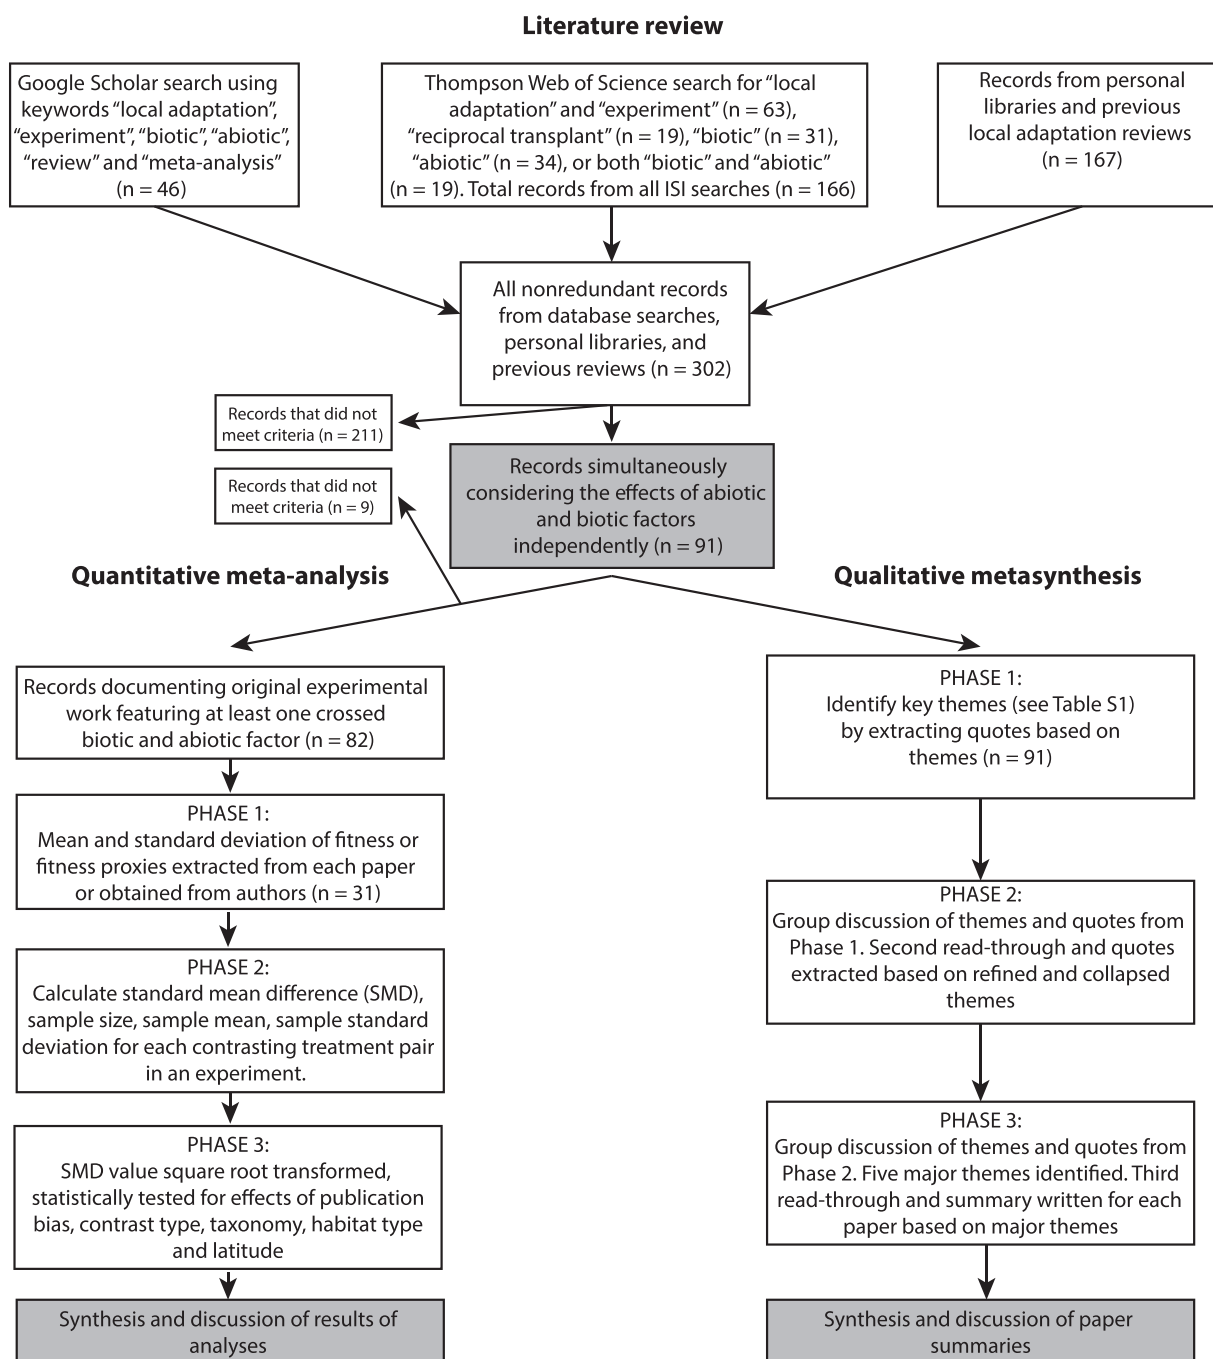 Literature review
Google Scholar search using
keywords “local adaptation”,
“experiment”, “biotic”, “abiotic”,
“review” and “meta-analysis”
(n = 46)
Thompson Web of Science search for “local
adaptation” and “experiment” (n = 63),
“reciprocal transplant” (n = 19), “biotic” (n = 31),
“abiotic” (n = 34), or both “biotic” and “abiotic”
(n = 19). Total records from all ISI searches (n = 166)
Records from personal
libraries and previous
local adaptation reviews
(n = 167)
All nonredundant records
from database searches,
personal libraries, and
previous reviews (n = 302)
Records that did not
meet criteria (n = 211)
Records simultaneously
considering the effects of abiotic
and biotic factors
independently (n = 91)
Records that did not
meet criteria (n = 9)
Quantitative meta-analysis
Records documenting original experimental
work featuring at least one crossed
biotic and abiotic factor (n = 82)
PHASE 1:
Mean and standard deviation of fitness or
fitness proxies extracted from each paper
or obtained from authors (n = 31)
PHASE 2:
Calculate standard mean difference (SMD),
sample size, sample mean, sample standard
deviation for each contrasting treatment pair
in an experiment.
PHASE 3:
SMD value square root transformed,
statistically tested for effects of publication
bias, contrast type, taxonomy, habitat type
and latitude
Synthesis and discussion of results of
analyses
Qualitative metasynthesis
PHASE 1:
Identify key themes (see Table S1)
by extracting quotes based on
themes (n = 91)
PHASE 2:
Group discussion of themes and quotes from
Phase 1. Second read-through and quotes
extracted based on refined and collapsed
themes
PHASE 3:
Group discussion of themes and quotes from
Phase 2. Five major themes identified. Third
read-through and summary written for each
paper based on major themes
Synthesis and discussion of paper
summaries